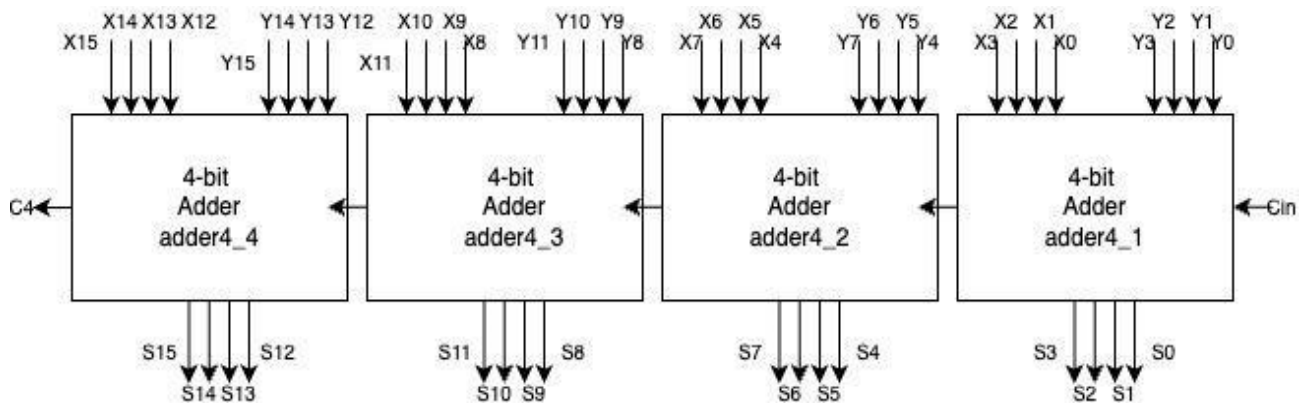 X14 X13 X12 Y14 Y13 Y12 X10 X9 Y10 Y9 X6 X5 Y6 Y5 X2 X1 Y2 Y1
X15 Y15 X11 X8 Y11 Y8 X7 X4 Y7 Y4 X3 X0 Y3 Y0
4-bit
Adder
adder4_4
4-bit
Adder
adder4_3
4-bit
Adder
adder4_2
4-bit
Adder
adder4_1
C4
Cin
S15 S12 S11 S8 S7 S4 S3 S0
S14 S13 S10 S9 S6 S5 S2 S1